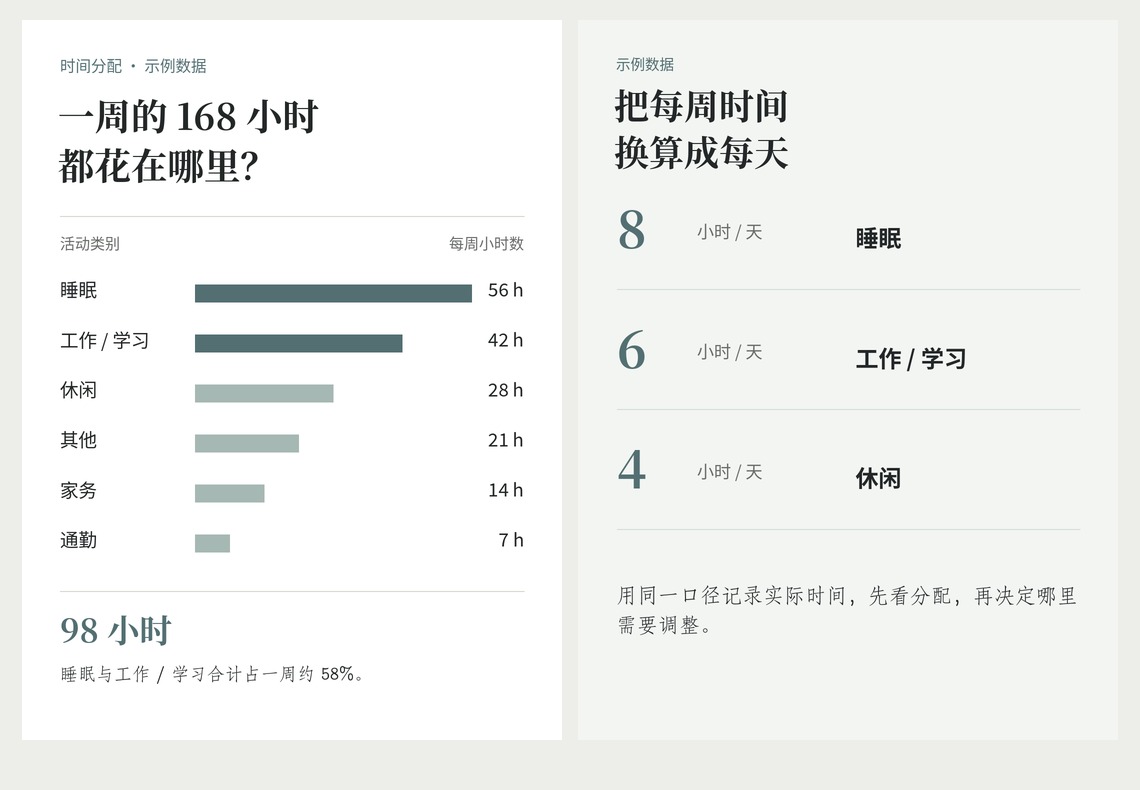 时间分配 · 示例数据
一周的 168 小时
都花在哪里?
活动类别 每周小时数
睡眠 56 h
工作 / 学习 42 h
休闲 28 h
其他 21 h
家务 14 h
通勤 7 h
98 小时
睡眠与工作 / 学习合计占一周约 58%。
示例数据
把每周时间
换算成每天
8 小时 / 天 睡眠
6 小时 / 天 工作 / 学习
4 小时 / 天 休闲
用同一口径记录实际时间，先看分配，再决定哪里
需要调整。